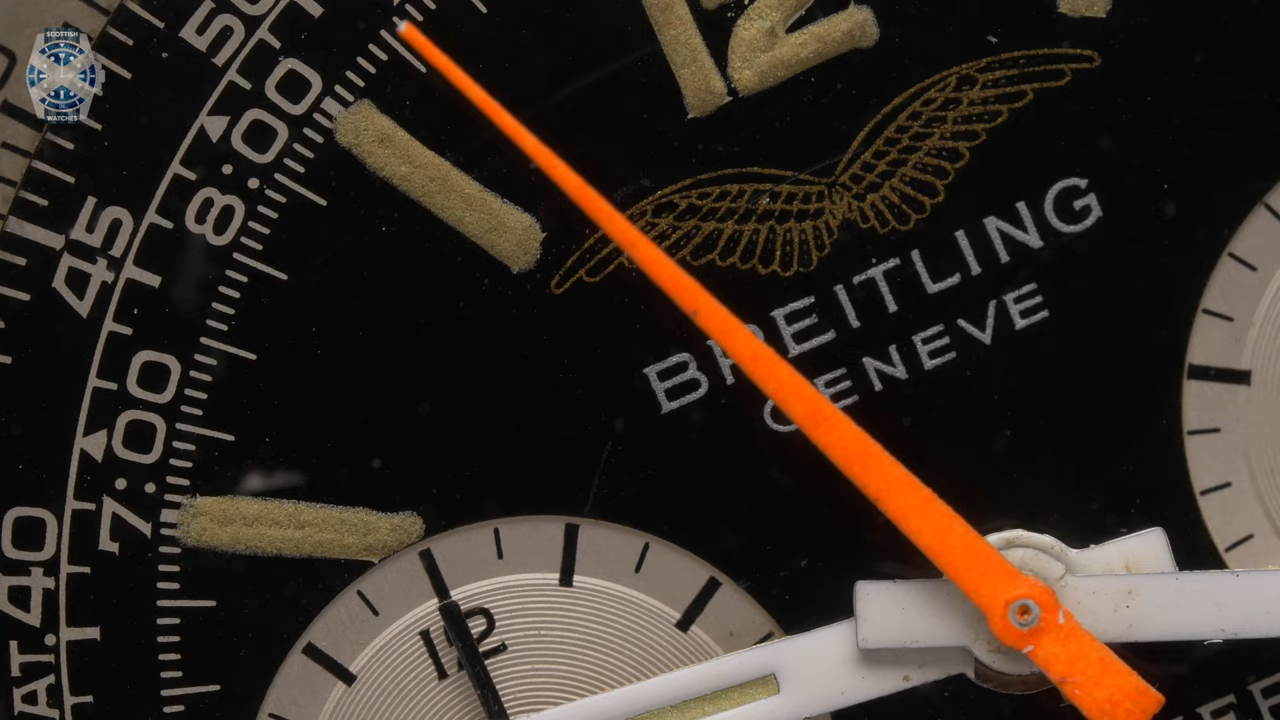 SCOTTISH
WATCHES
50
8:00
45
7:00
40
AT.
12
BREITLING
GENEVE
12